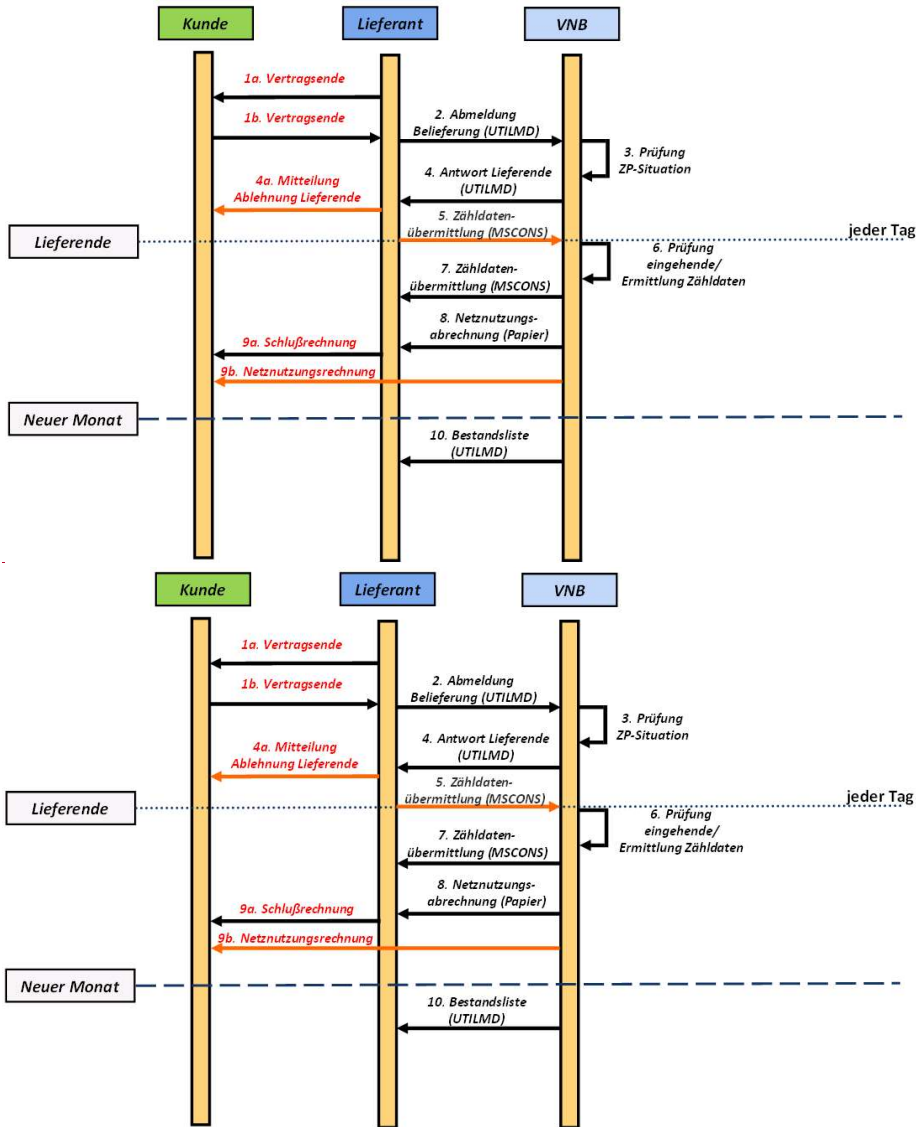 Kunde
Lieferant
VNB
1a. Vertragsende
1b. Vertragsende
2. Abmeldung
Belieferung (UTILMD)
3. Prüfung
ZP-Situation
4a. Mitteilung
Ablehnung Lieferende
4. Antwort Lieferende
(UTILMD)
5. Zähldaten-
übermittlung (MSCONS)
Lieferende
jeder Tag
6. Prüfung
eingehende/
Ermittlung Zähldaten
7. Zähldaten-
übermittlung (MSCONS)
8. Netznutzungs-
abrechnung (Papier)
9a. Schlußrechnung
9b. Netznutzungsrechnung
Neuer Monat
10. Bestandsliste
(UTILMD)
Kunde
Lieferant
VNB
1a. Vertragsende
1b. Vertragsende
2. Abmeldung
Belieferung (UTILMD)
3. Prüfung
ZP-Situation
4a. Mitteilung
Ablehnung Lieferende
4. Antwort Lieferende
(UTILMD)
5. Zähldaten-
übermittlung (MSCONS)
Lieferende
jeder Tag
6. Prüfung
eingehende/
Ermittlung Zähldaten
7. Zähldaten-
übermittlung (MSCONS)
8. Netznutzungs-
abrechnung (Papier)
9a. Schlußrechnung
9b. Netznutzungsrechnung
Neuer Monat
10. Bestandsliste
(UTILMD)